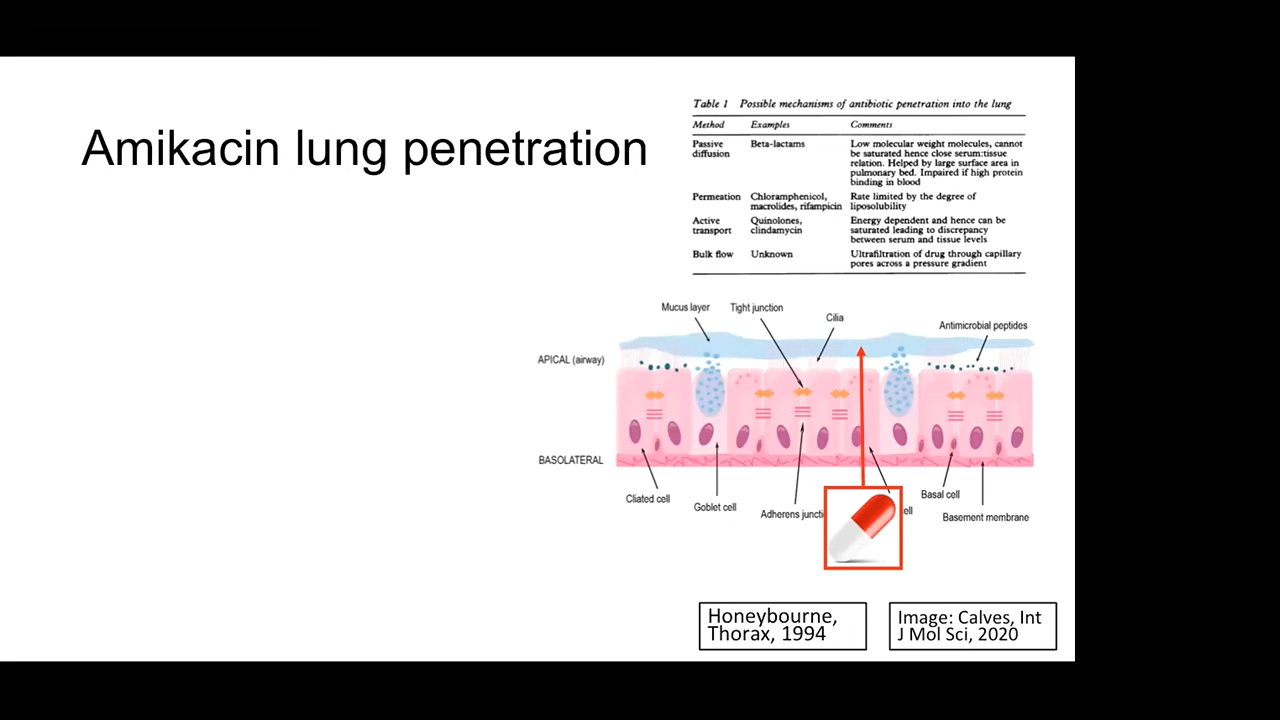 Amikacin lung penetration
Table 1 Possible mechanisms of antibiotic penetration into the lung
Method Examples Comments
Passive diffusion Beta-lactams Low molecular weight molecules, cannot
be saturated hence close serum:tissue
relation. Helped by large surface area in
pulmonary bed. Impaired if high protein
binding in blood
Permeation Chloramphenicol, Rate limited by the degree of
macrolides, rifampicin liposolubility
Active Quinolones, Energy dependent and hence can be
transport clindamycin saturated leading to discrepancy
between serum and tissue levels
Bulk flow Unknown Ultrafiltration of drug through capillary
pores across a pressure gradient
Mucus layer
Tight junction
Cilia
Antimicrobial peptides
APICAL (airway)
BASOLATERAL
Ciliated cell
Goblet cell
Adherens juncti
ell
Basal cell
Basement membrane
Honeybourne,
Thorax, 1994
Image: Calves, Int
J Mol Sci, 2020